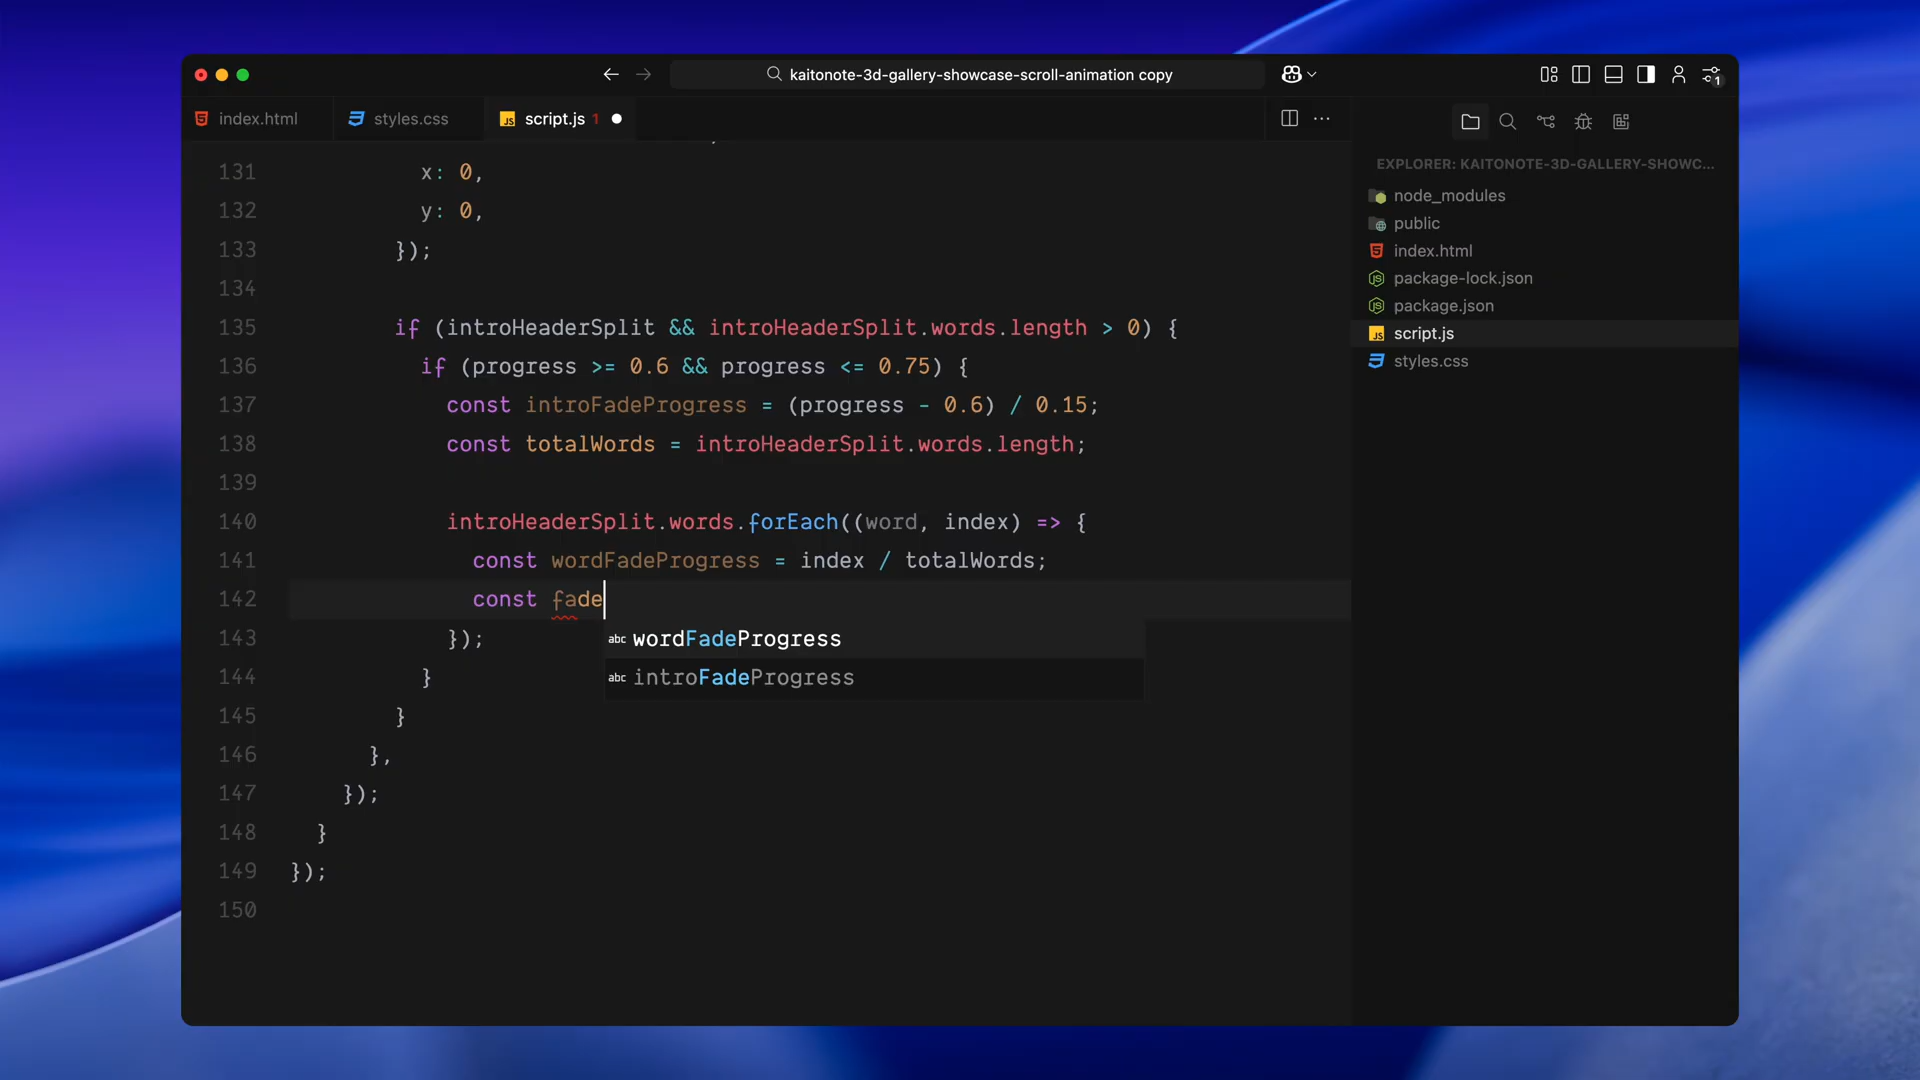 kaitonote-3d-gallery-showcase-scroll-animation copy
1
index.html
styles.css
script.js 1
131 x: 0,
132 y: 0,
133 });
134
135 if (introHeaderSplit && introHeaderSplit.words.length > 0) {
136 if (progress >= 0.6 && progress <= 0.75) {
137 const introFadeProgress = (progress - 0.6) / 0.15;
138 const totalWords = introHeaderSplit.words.length;
139
140 introHeaderSplit.words.forEach((word, index) => {
141 const wordFadeProgress = index / totalWords;
142 const fade
143 });
144 }
145 }
146 },
147 });
148 }
149 });
150
abc wordFadeProgress
abc introFadeProgress
EXPLORER: KAITONOTE-3D-GALLERY-SHOWC...
node_modules
public
index.html
package-lock.json
package.json
script.js
styles.css